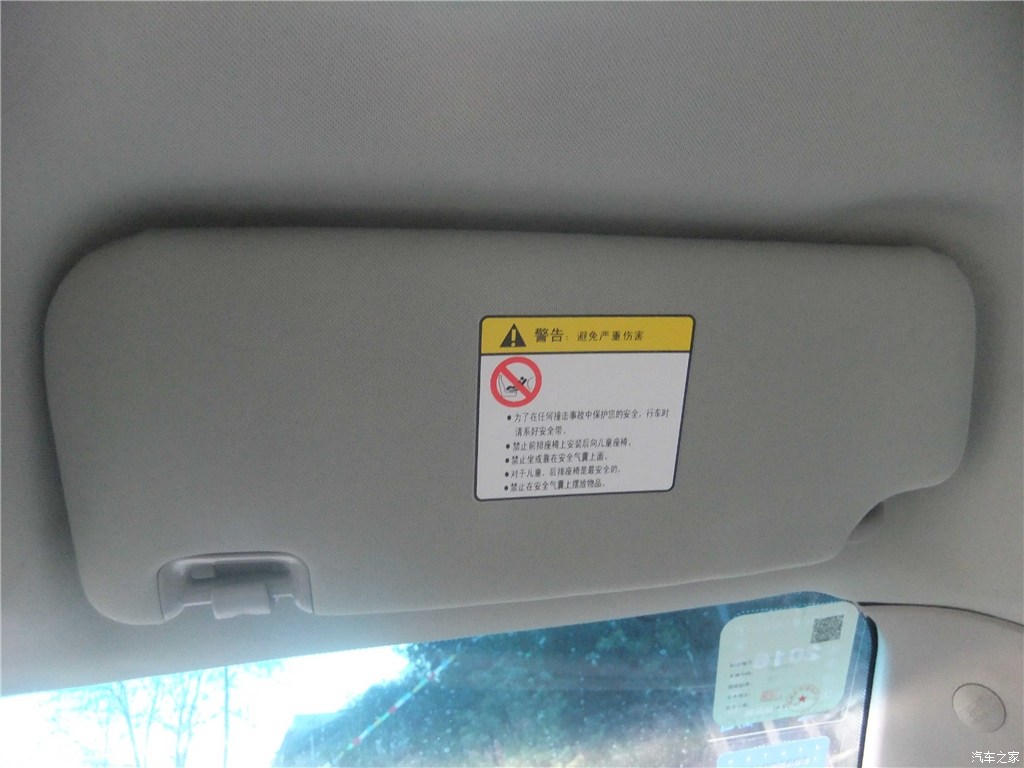 警告：避免严重伤害
●为了在任何撞击事故中保护您的安全，行车时
请系好安全带。
●禁止前排座椅上安装后向儿童座椅。
●禁止坐或靠在安全气囊上面。
●对于儿童，后排座椅是最安全的。
●禁止在安全气囊上摆放物品。
2016
汽车之家